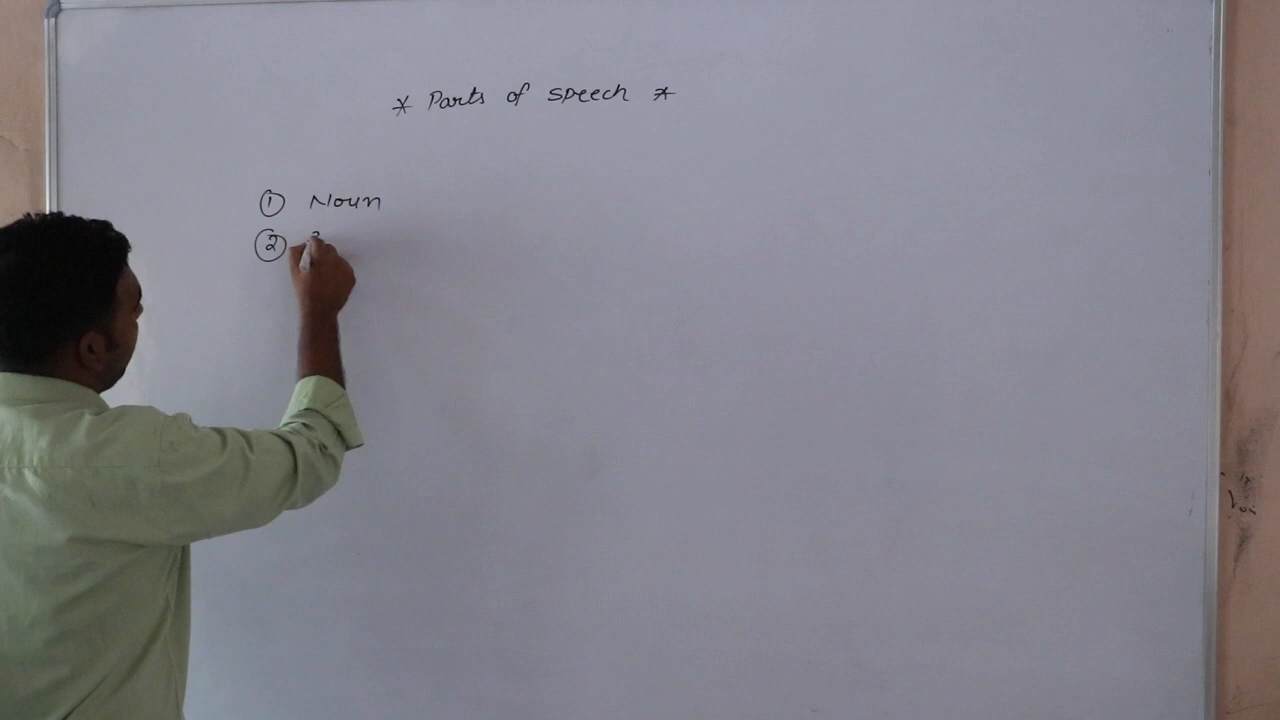 * Parts of speech *
① Noun
②